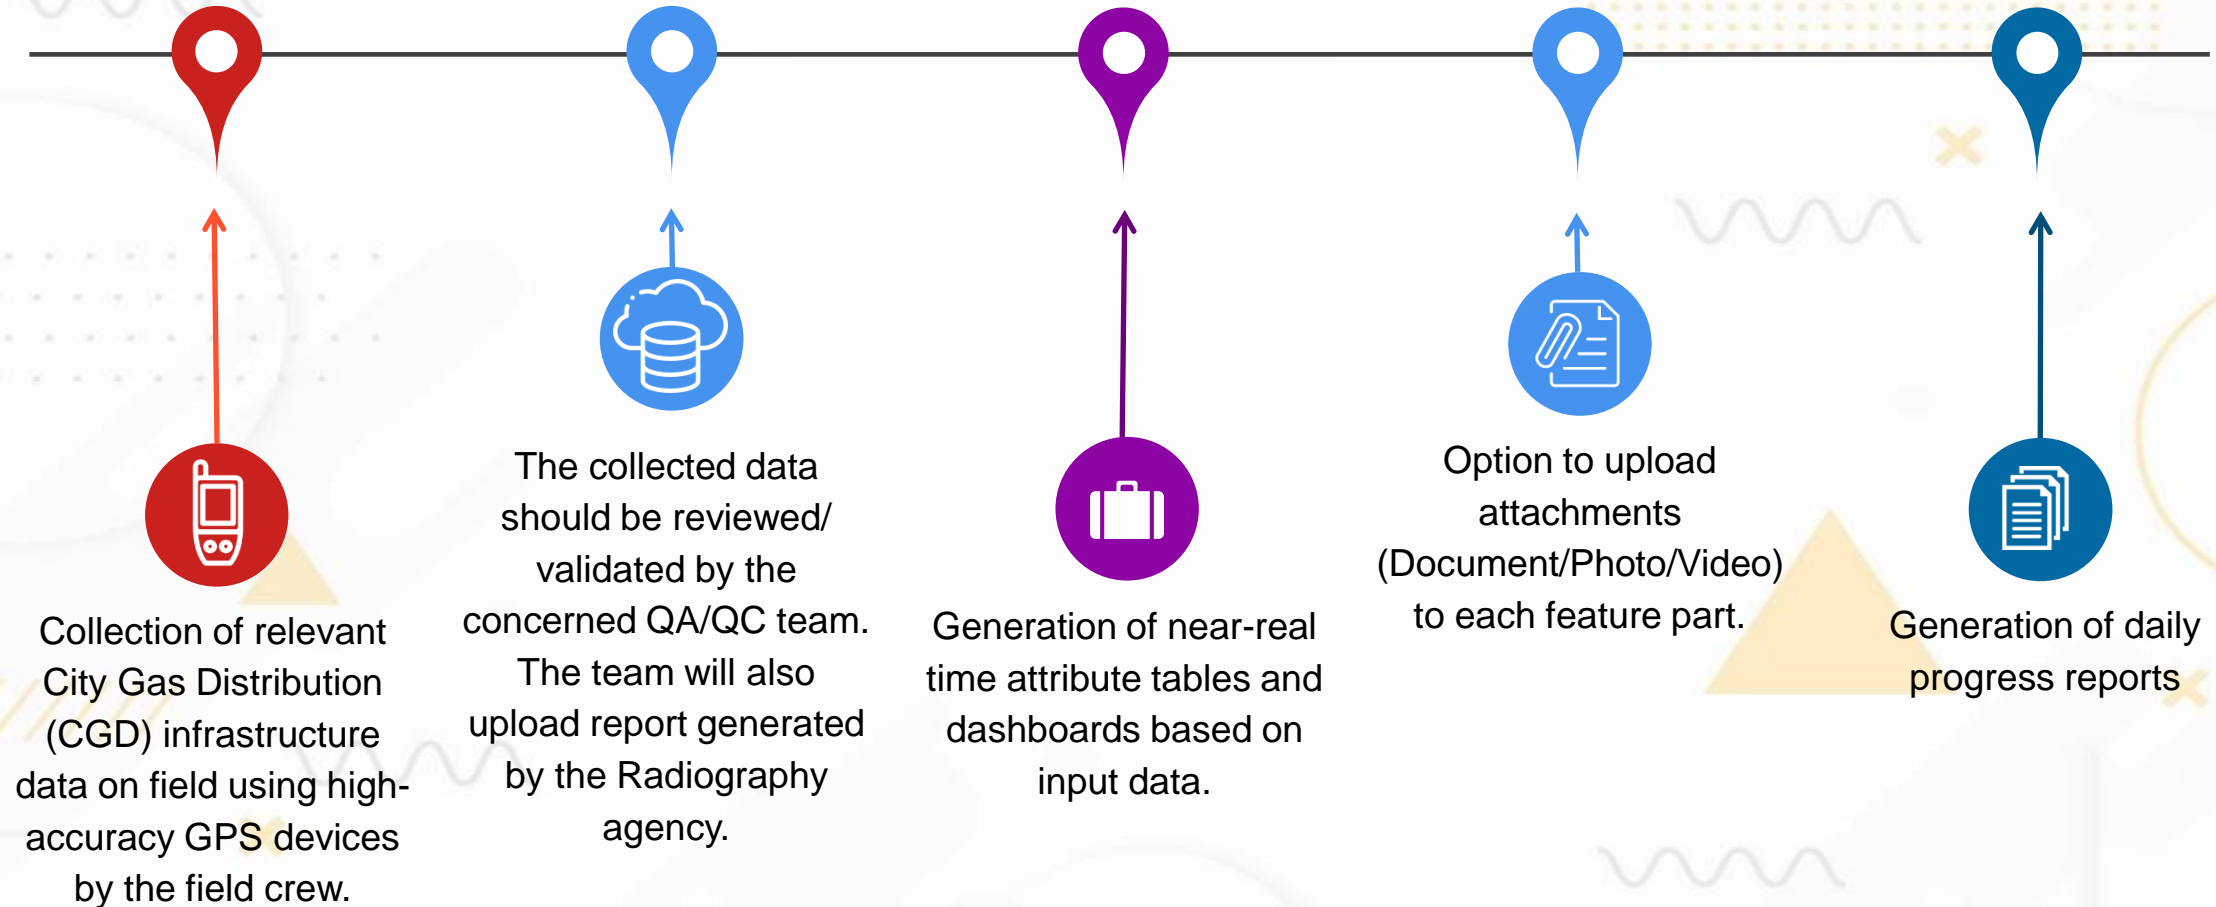 Collection of relevant
City Gas Distribution
(CGD) infrastructure
data on field using high-
accuracy GPS devices
by the field crew.
The collected data
should be reviewed/
validated by the
concerned QA/QC team.
The team will also
upload report generated
by the Radiography
agency.
Generation of near-real
time attribute tables and
dashboards based on
input data.
Option to upload
attachments
(Document/Photo/Video)
to each feature part.
Generation of daily
progress reports